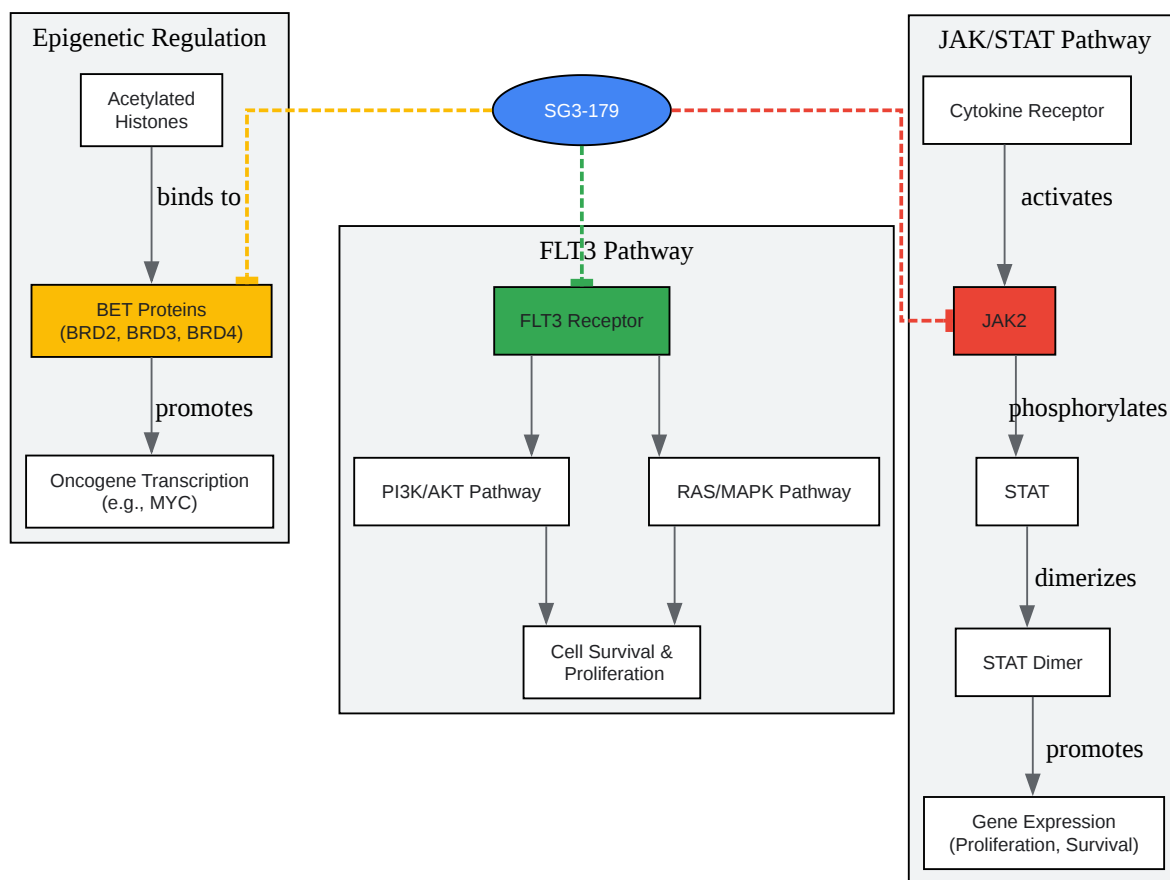 Epigenetic Regulation
Acetylated
Histones
binds to
BET Proteins
(BRD2, BRD3, BRD4)
promotes
Oncogene Transcription
(e.g., MYC)
SG3-179
FLT3 Pathway
FLT3 Receptor
PI3K/AKT Pathway
RAS/MAPK Pathway
Cell Survival &
Proliferation
JAK/STAT Pathway
Cytokine Receptor
activates
JAK2
phosphorylates
STAT
dimerizes
STAT Dimer
promotes
Gene Expression
(Proliferation, Survival)